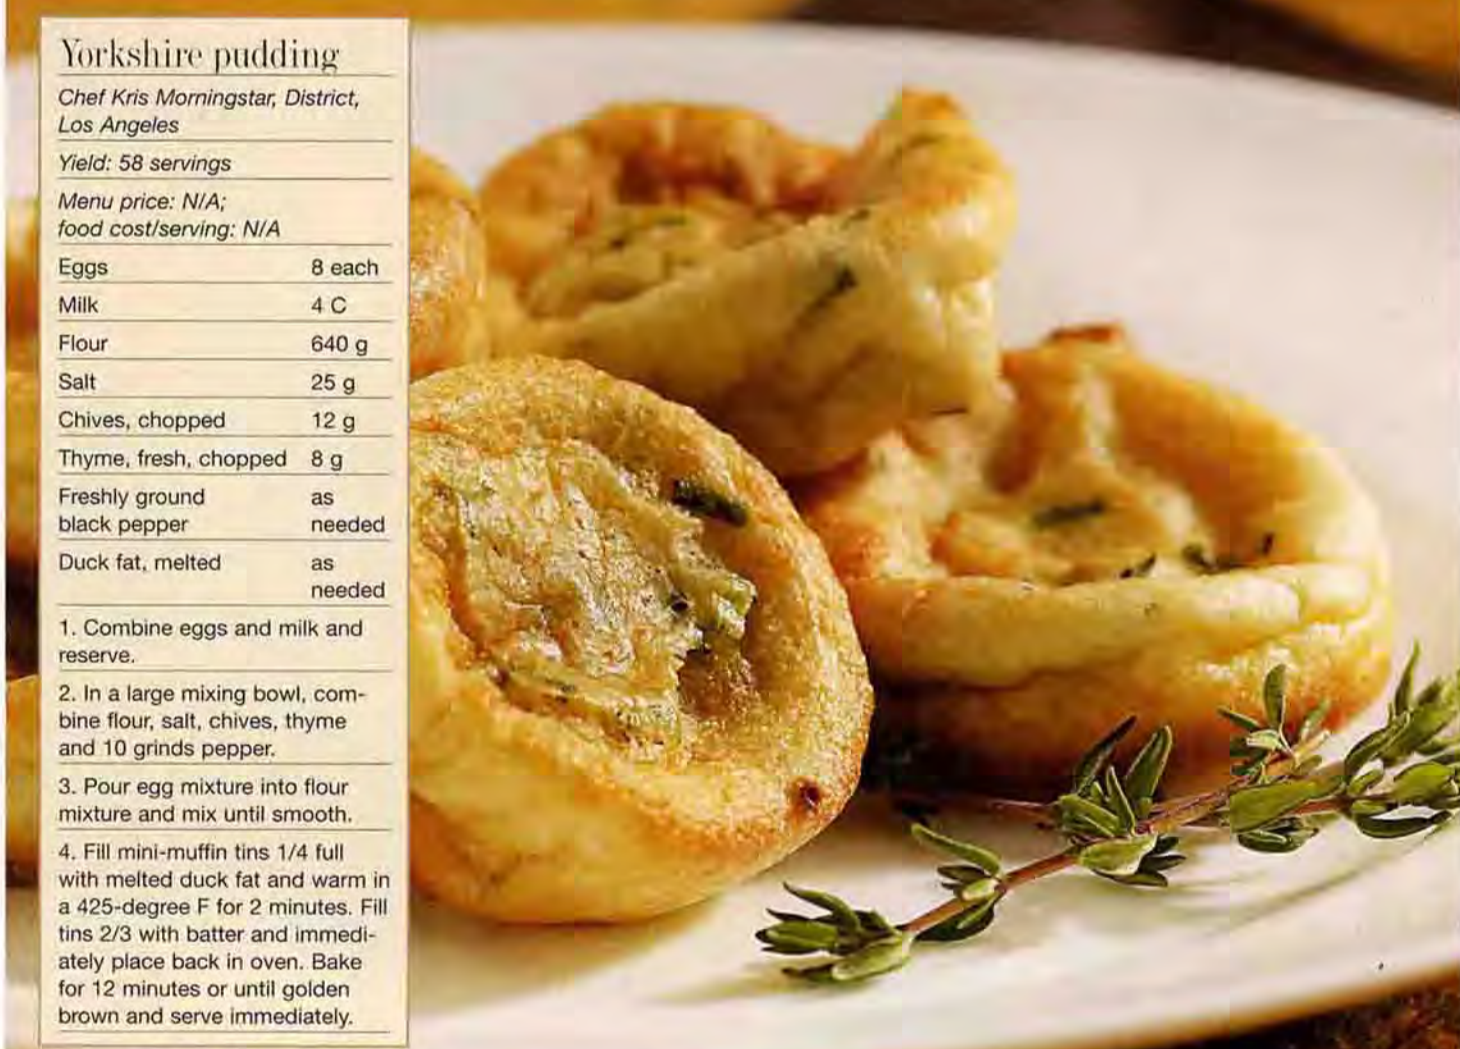 Yorkshire pudding
Chef Kris Morningstar, District,
Los Angeles
Yield: 58 servings
Menu price: N/A;
food cost/serving: N/A
Eggs 8 each
Milk 4 C
Flour 640 g
Salt 25 g
Chives, chopped 12 g
Thyme, fresh, chopped 8 g
Freshly ground as
black pepper needed
Duck fat, melted as
needed
1. Combine eggs and milk and
reserve.
2. In a large mixing bowl, com-
bine flour, salt, chives, thyme
and 10 grinds pepper.
3. Pour egg mixture into flour
mixture and mix until smooth.
4. Fill mini-muffin tins 1/4 full
with melted duck fat and warm in
a 425-degree F for 2 minutes. Fill
tins 2/3 with batter and immedi-
ately place back in oven. Bake
for 12 minutes or until golden
brown and serve immediately.